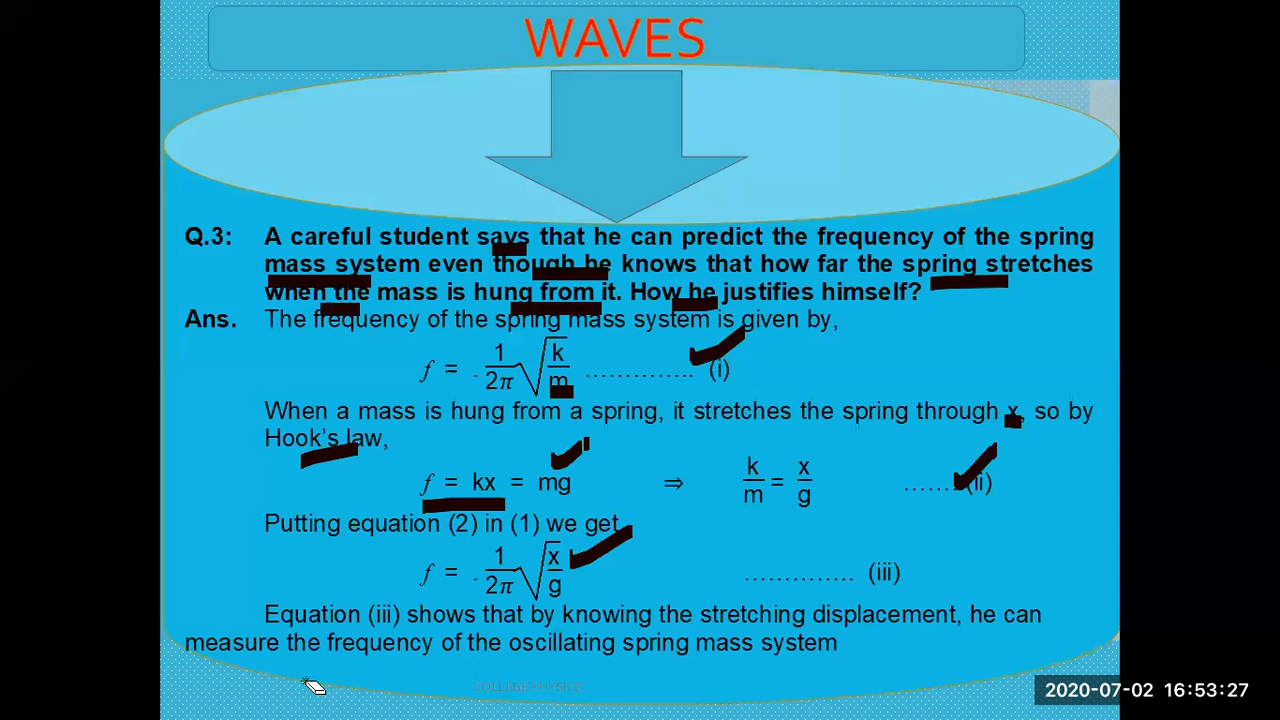 WAVES
Q.3: A careful student says that he can predict the frequency of the spring
mass system even though he knows that how far the spring stretches
when the mass is hung from it. How he justifies himself?
Ans. The frequency of the spring mass system is given by,
f = . 1/2π √k/m .............. (i)
When a mass is hung from a spring, it stretches the spring through x, so by
Hook's law,
f = kx = mg ⇒ k/m = x/g ........(ii)
Putting equation (2) in (1) we get
f = . 1/2π √x/g .............. (iii)
Equation (iii) shows that by knowing the stretching displacement, he can
measure the frequency of the oscillating spring mass system
COLLEGE PHYSICS
2020-07-02 16:53:27